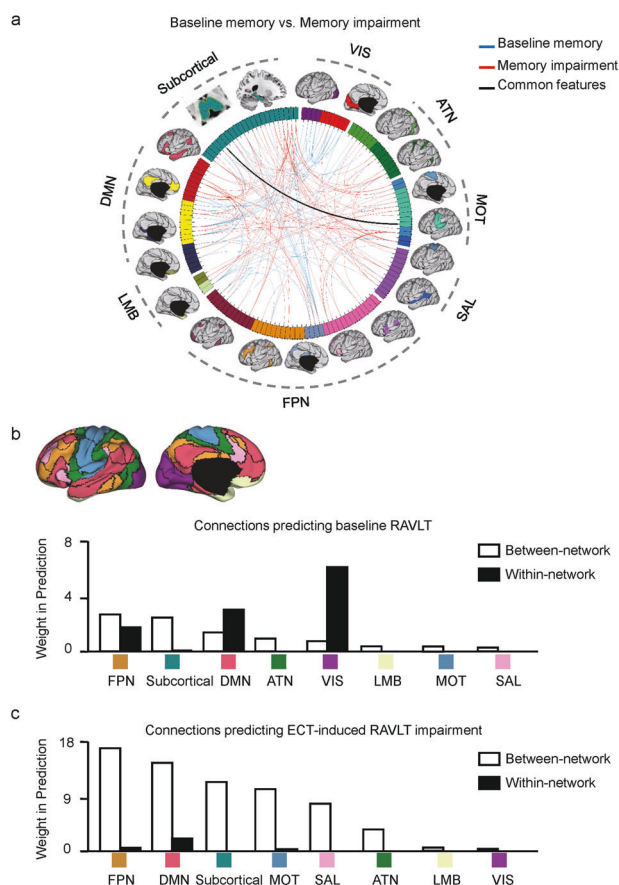 a
Baseline memory vs. Memory impairment
Baseline memory
Memory impairment
Common features
Subcortical
VIS
ATN
MOT
SAL
FPN
LMB
DMN
b
Connections predicting baseline RAVLT
Weight in Prediction
8
4
0
Between-network
Within-network
FPN Subcortical DMN ATN VIS LMB MOT SAL
c
Connections predicting ECT-induced RAVLT impairment
Weight in Prediction
18
9
0
Between-network
Within-network
FPN DMN Subcortical MOT SAL ATN LMB VIS